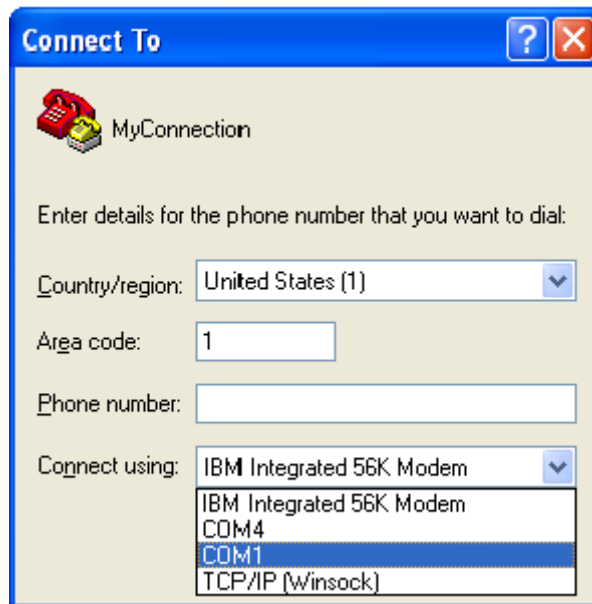 Connect To
MyConnection
Enter details for the phone number that you want to dial:
Country/region: United States (1)
Area code: 1
Phone number:
Connect using: IBM Integrated 56K Modem
IBM Integrated 56K Modem
COM4
COM1
TCP/IP (Winsock)